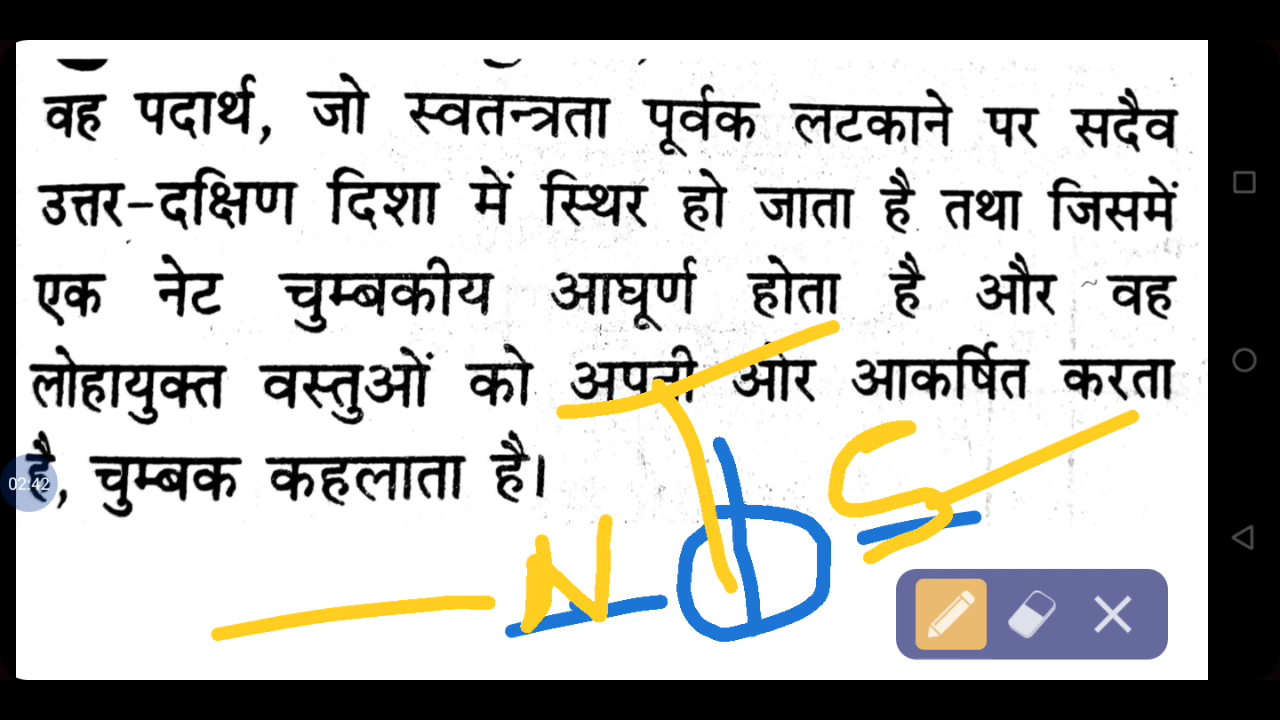 वह पदार्थ, जो स्वतन्त्रता पूर्वक लटकाने पर सदैव
उत्तर-दक्षिण दिशा में स्थिर हो जाता है तथा जिसमें
एक नेट चुम्बकीय आघूर्ण होता है और वह
लोहायुक्त वस्तुओं को अपनी ओर आकर्षित करता
है, चुम्बक कहलाता है।
02:42
N S